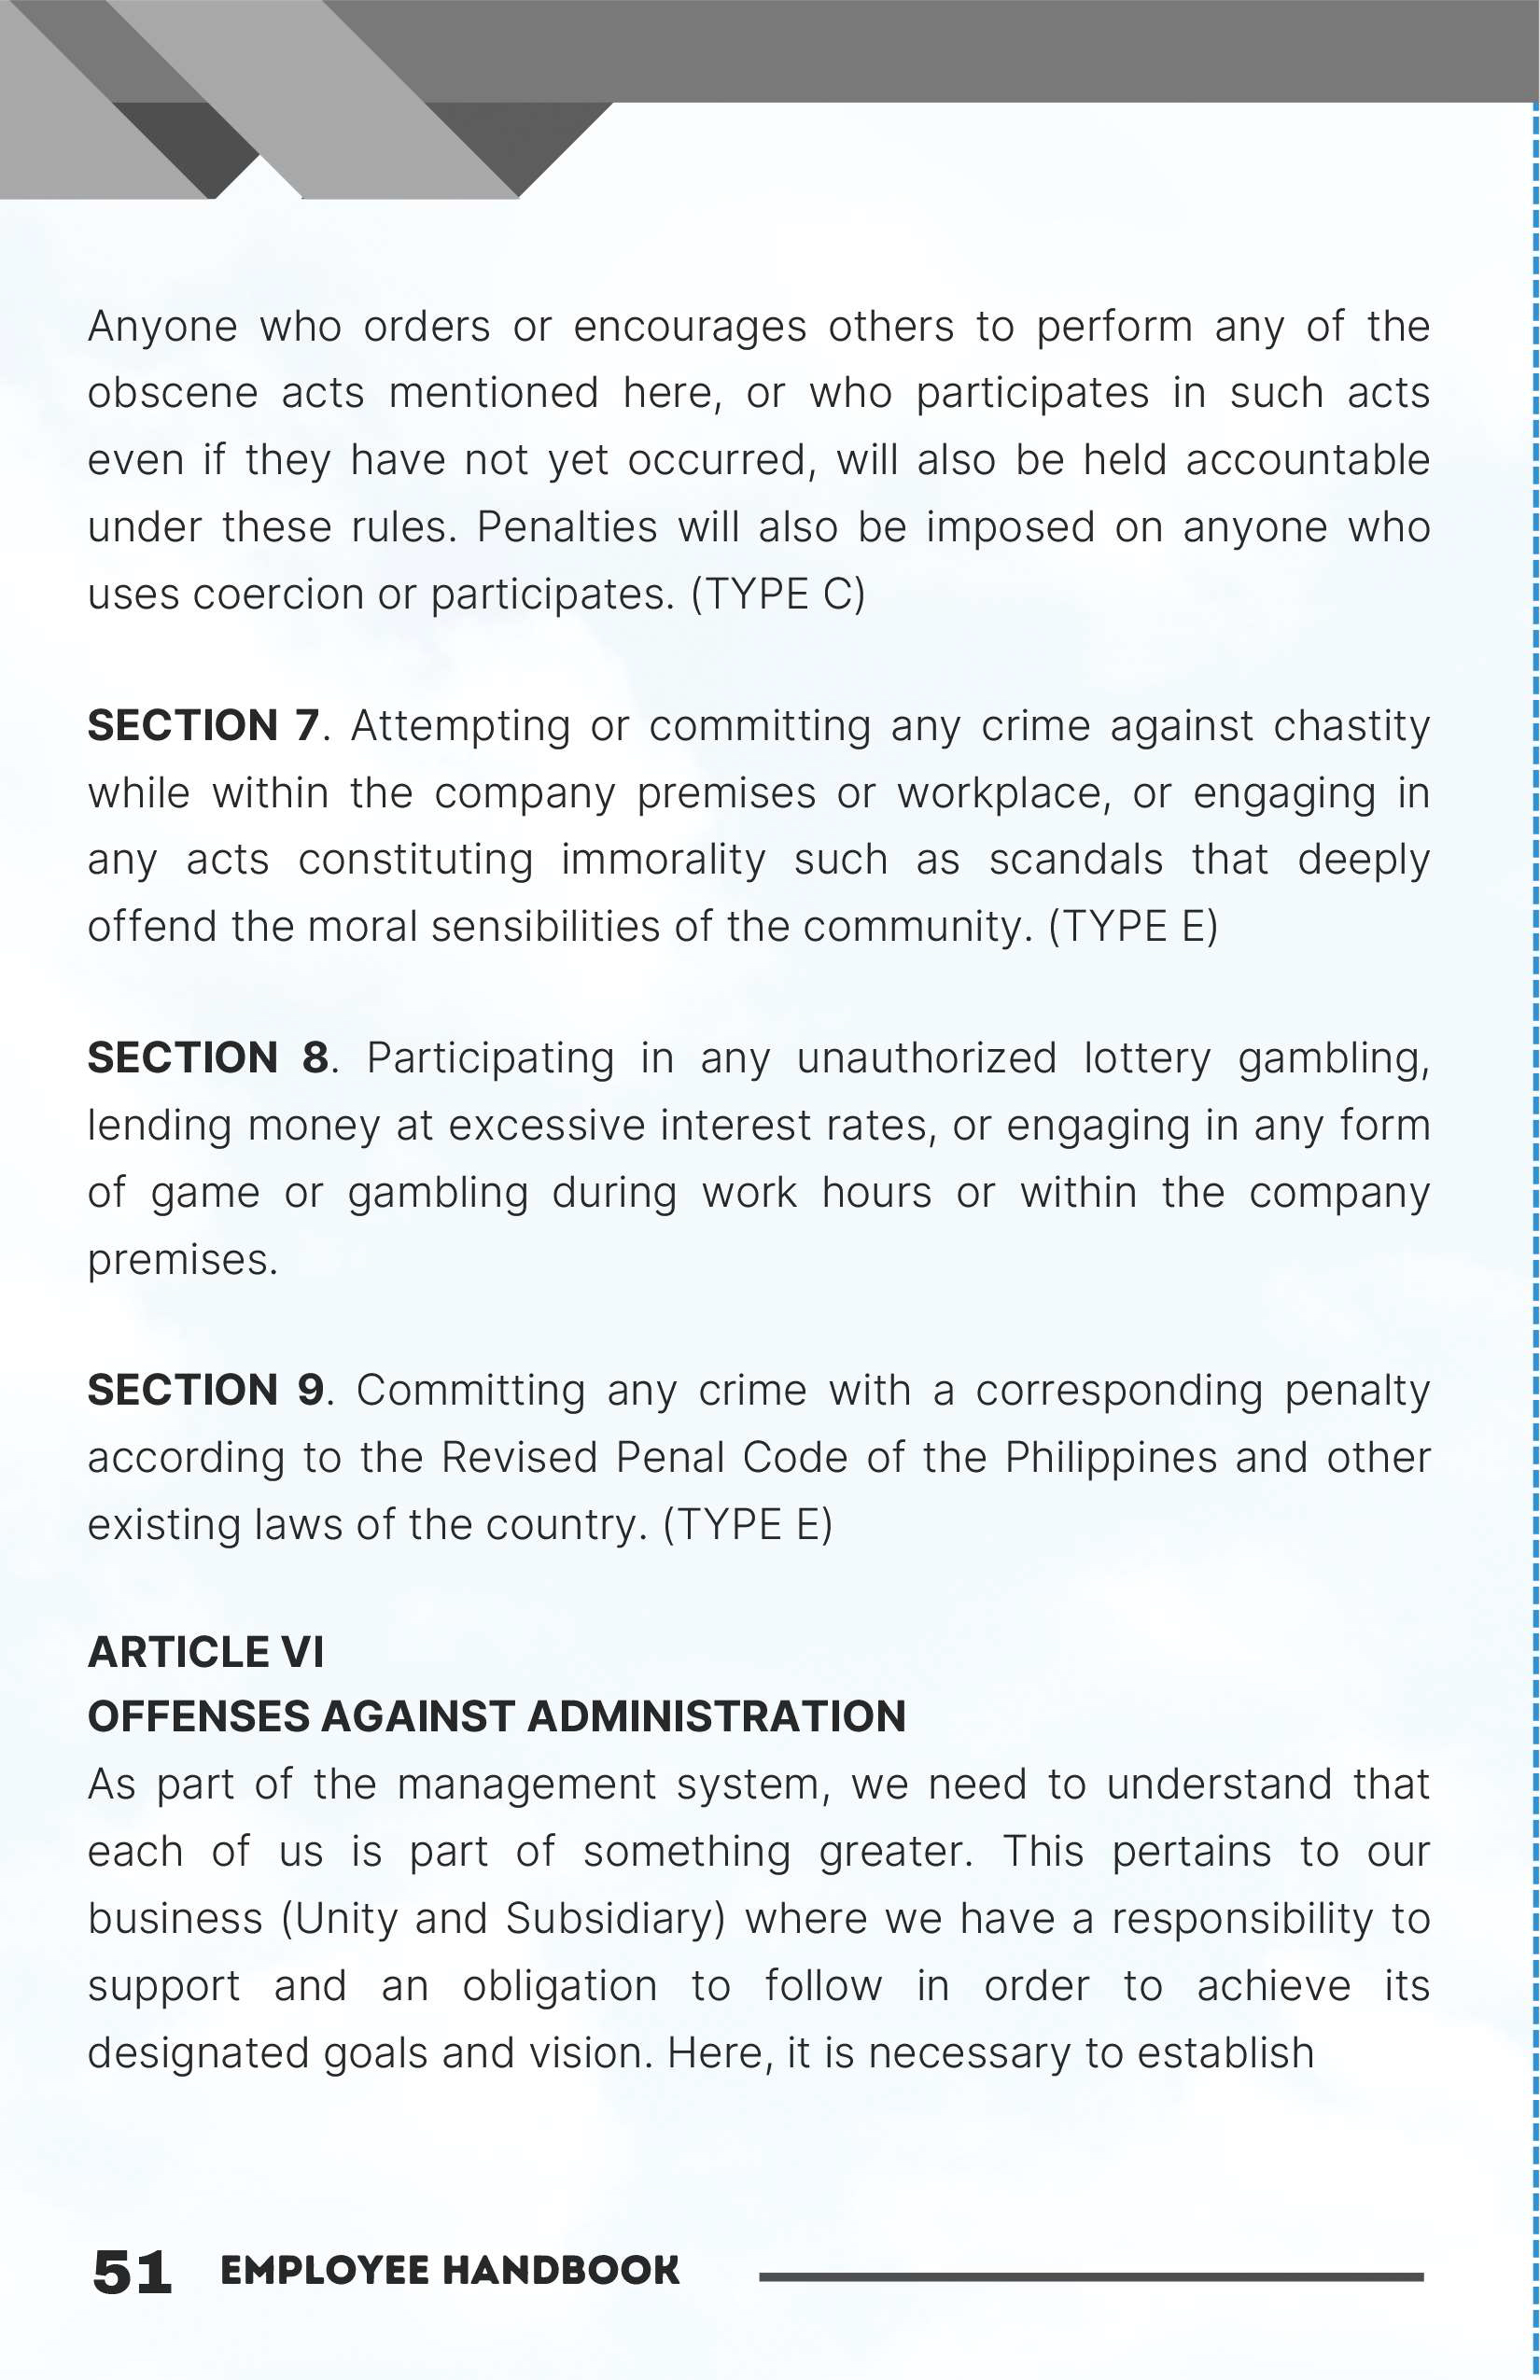 Anyone who orders or encourages others to perform any of the
obscene acts mentioned here, or who participates in such acts
even if they have not yet occurred, will also be held accountable
under these rules. Penalties will also be imposed on anyone who
uses coercion or participates. (TYPE C)
SECTION 7. Attempting or committing any crime against chastity
while within the company premises or workplace, or engaging in
any acts constituting immorality such as scandals that deeply
offend the moral sensibilities of the community. (TYPE E)
SECTION 8. Participating in any unauthorized lottery gambling,
lending money at excessive interest rates, or engaging in any form
of game or gambling during work hours or within the company
premises.
SECTION 9. Committing any crime with a corresponding penalty
according to the Revised Penal Code of the Philippines and other
existing laws of the country. (TYPE E)
ARTICLE VI
OFFENSES AGAINST ADMINISTRATION
As part of the management system, we need to understand that
each of us is part of something greater. This pertains to our
business (Unity and Subsidiary) where we have a responsibility to
support and an obligation to follow in order to achieve its
designated goals and vision. Here, it is necessary to establish
51 EMPLOYEE HANDBOOK